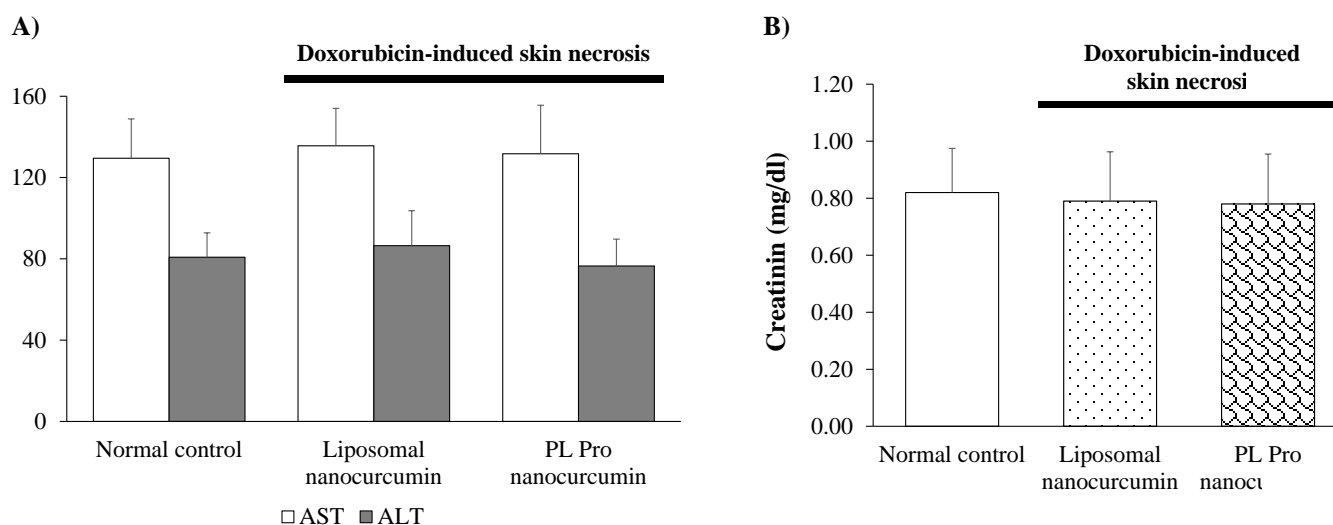 A)
Doxorubicin-induced skin necrosis
160
120
80
40
0
Normal control
Liposomal
nanocurcumin
PL Pro
nanocurcumin
AST ALT
B)
Doxorubicin-induced
skin necrosi
1.20
1.00
0.80
0.60
0.40
0.20
0.00
Creatinin (mg/dl)
Normal control
Liposomal
nanocurcumin
PL Pro
nanocu